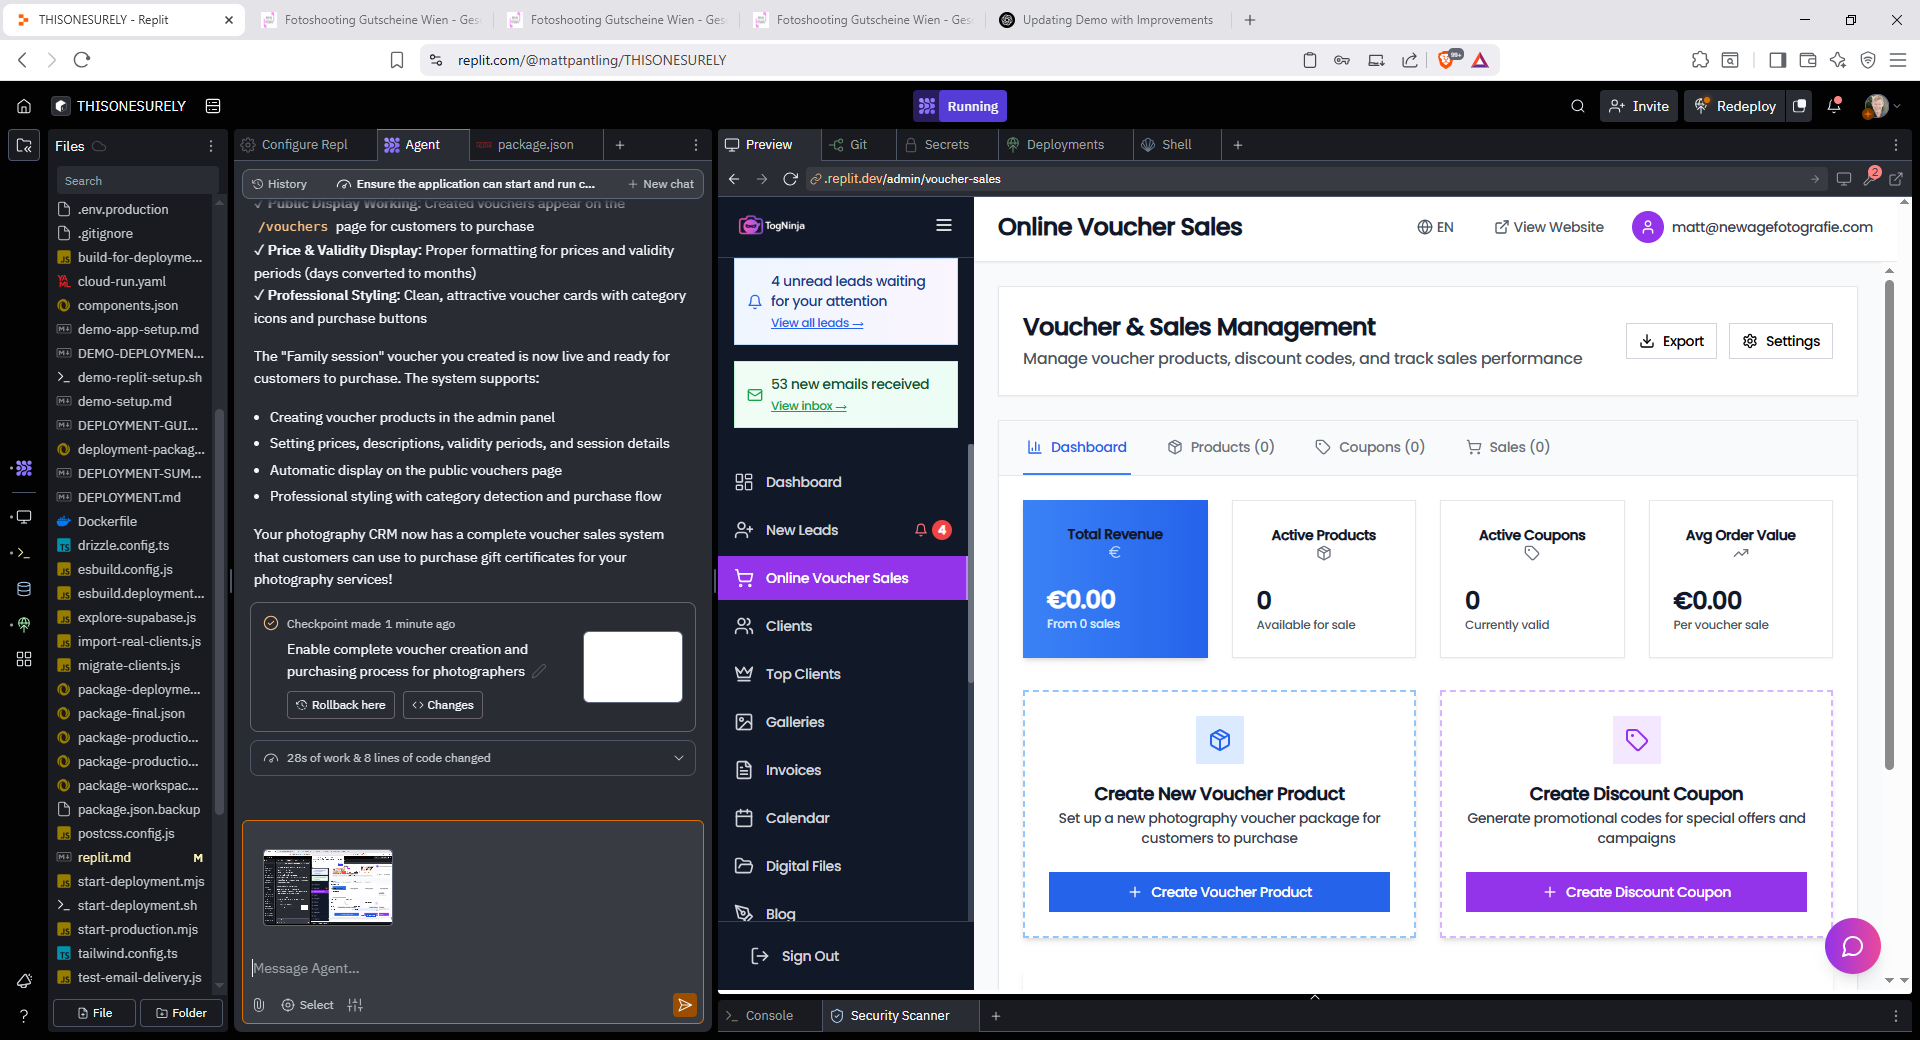 THISONESURELY - Replit
Fotoshooting Gutscheine Wien - Ges
Fotoshooting Gutscheine Wien - Ges
Fotoshooting Gutscheine Wien - Ges
Updating Demo with Improvements
replit.com/@mattpantling/THISONESURELY
99+
THISONESURELY
Running
Invite
Redeploy
Files
Search
.env.production
.gitignore
build-for-deployme...
cloud-run.yaml
components.json
demo-app-setup.md
DEMO-DEPLOYMEN...
demo-replit-setup.sh
demo-setup.md
DEPLOYMENT-GUI...
deployment-packag...
DEPLOYMENT-SUM...
DEPLOYMENT.md
Dockerfile
drizzle.config.ts
esbuild.config.js
esbuild.deployment...
explore-supabase.js
import-real-clients.js
migrate-clients.js
package-deployme...
package-final.json
package-productio...
package-productio...
package-workspac...
package.json.backup
postcss.config.js
replit.md M
start-deployment.mjs
start-deployment.sh
start-production.mjs
tailwind.config.ts
test-email-delivery.js
File
Folder
Configure Repl
Agent
package.json
History
Ensure the application can start and run c...
New chat
✓ Public Display Working: Created vouchers appear on the
/vouchers page for customers to purchase
✓ Price & Validity Display: Proper formatting for prices and validity
periods (days converted to months)
✓ Professional Styling: Clean, attractive voucher cards with category
icons and purchase buttons
The "Family session" voucher you created is now live and ready for
customers to purchase. The system supports:
• Creating voucher products in the admin panel
• Setting prices, descriptions, validity periods, and session details
• Automatic display on the public vouchers page
• Professional styling with category detection and purchase flow
Your photography CRM now has a complete voucher sales system
that customers can use to purchase gift certificates for your
photography services!
Checkpoint made 1 minute ago
Enable complete voucher creation and
purchasing process for photographers
Rollback here
Changes
28s of work & 8 lines of code changed
Message Agent...
Select
Preview
Git
Secrets
Deployments
Shell
.replit.dev/admin/voucher-sales
2
TogNinja
4 unread leads waiting
for your attention
View all leads →
53 new emails received
View inbox →
Dashboard
New Leads
4
Online Voucher Sales
Clients
Top Clients
Galleries
Invoices
Calendar
Digital Files
Blog
Sign Out
Online Voucher Sales
EN
View Website
matt@newagefotografie.com
Voucher & Sales Management
Manage voucher products, discount codes, and track sales performance
Export
Settings
Dashboard
Products (0)
Coupons (0)
Sales (0)
Total Revenue
€
€0.00
From 0 sales
Active Products
0
Available for sale
Active Coupons
0
Currently valid
Avg Order Value
€0.00
Per voucher sale
Create New Voucher Product
Set up a new photography voucher package for
customers to purchase
+ Create Voucher Product
Create Discount Coupon
Generate promotional codes for special offers and
campaigns
+ Create Discount Coupon
Console
Security Scanner